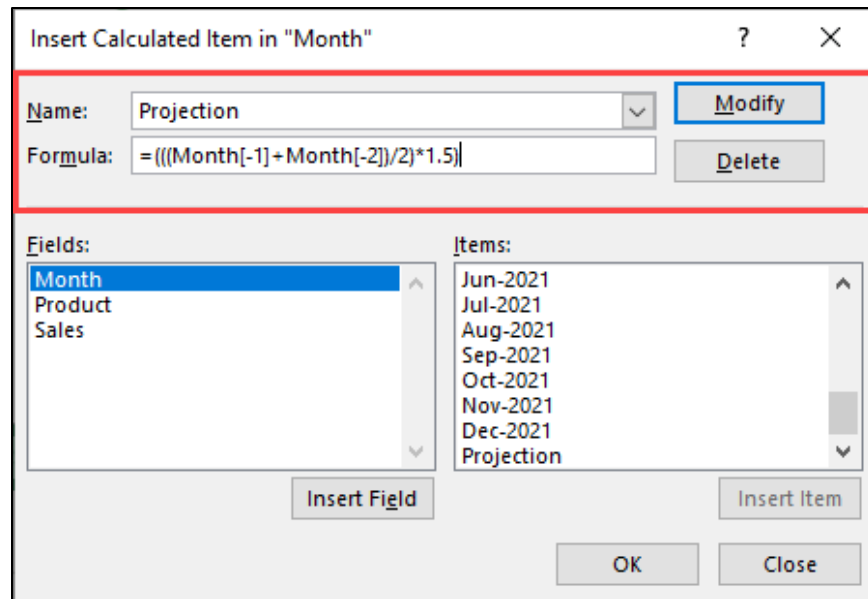 Insert Calculated Item in "Month" ? X
Name: Projection Modify
Formula: =(((Month[-1]+Month[-2])/2)*1.5) Delete
Fields: Items:
Month Jun-2021
Product Jul-2021
Sales Aug-2021
Sep-2021
Oct-2021
Nov-2021
Dec-2021
Projection
Insert Field Insert Item
OK Close